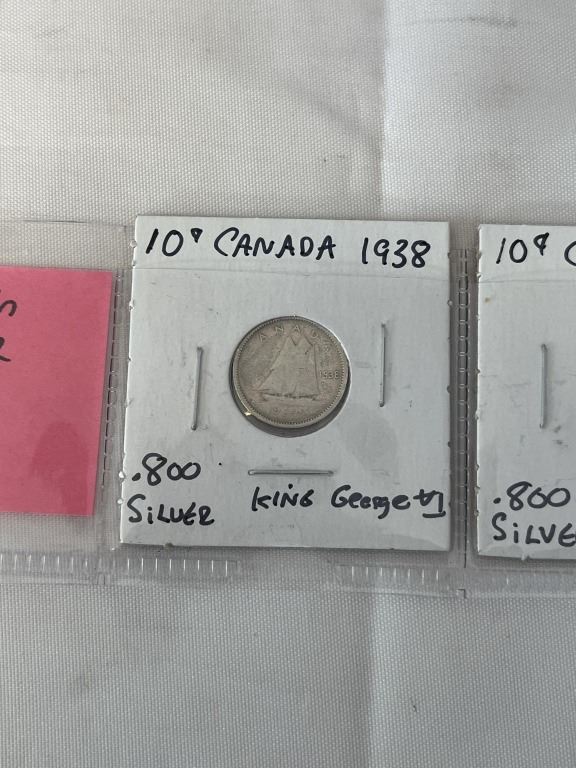 10¢ CANADA 1938
CANADA
1938
.800
SILVER
KING George VI
10¢ C
.800
SILVE